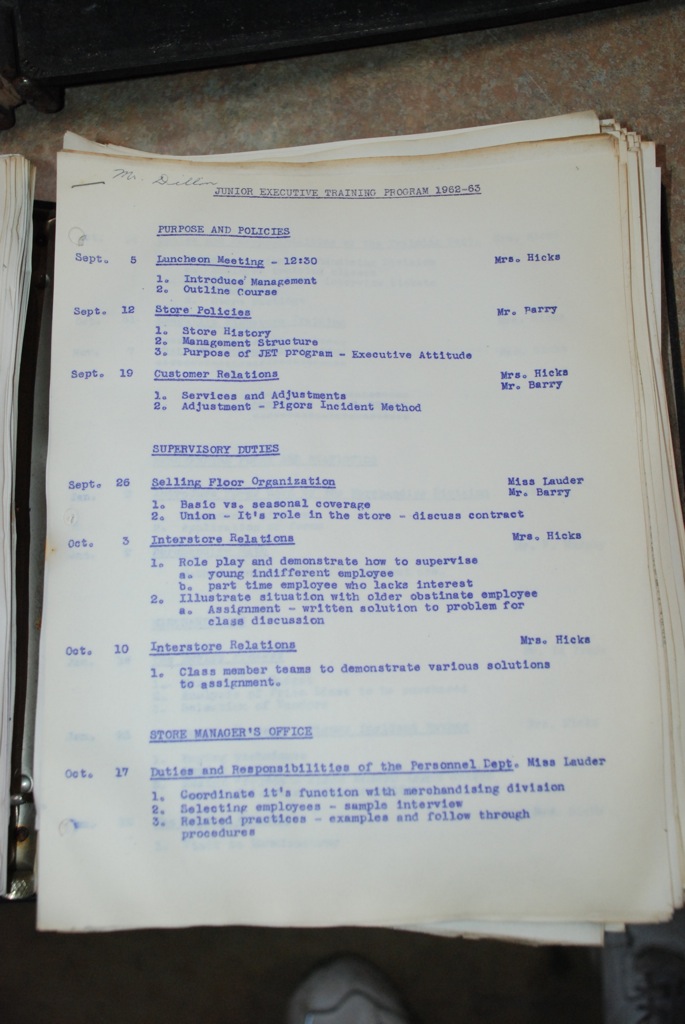 Mr. Dillin
JUNIOR EXECUTIVE TRAINING PROGRAM 1962-63
PURPOSE AND POLICIES
Sept. 5 Luncheon Meeting - 12:30 Mrs. Hicks
1. Introduce Management
2. Outline Course
Sept. 12 Store Policies Mr. Parry
1. Store History
2. Management Structure
3. Purpose of JET program - Executive Attitude
Sept. 19 Customer Relations Mrs. Hicks
Mr. Barry
1. Services and Adjustments
2. Adjustment - Pigors Incident Method
SUPERVISORY DUTIES
Sept. 26 Selling Floor Organization Miss Lauder
Mr. Barry
1. Basic vs. seasonal coverage
2. Union - It's role in the store - discuss contract
Oct. 3 Interstore Relations Mrs. Hicks
1. Role play and demonstrate how to supervise
a. young indifferent employee
b. part time employee who lacks interest
2. Illustrate situation with older obstinate employee
a. Assignment - written solution to problem for
class discussion
Oct. 10 Interstore Relations Mrs. Hicks
1. Class member teams to demonstrate various solutions
to assignment.
STORE MANAGER'S OFFICE
Oct. 17 Duties and Responsibilities of the Personnel Dept. Miss Lauder
1. Coordinate it's function with merchandising division
2. Selecting employees - sample interview
3. Related practices - examples and follow through
procedures